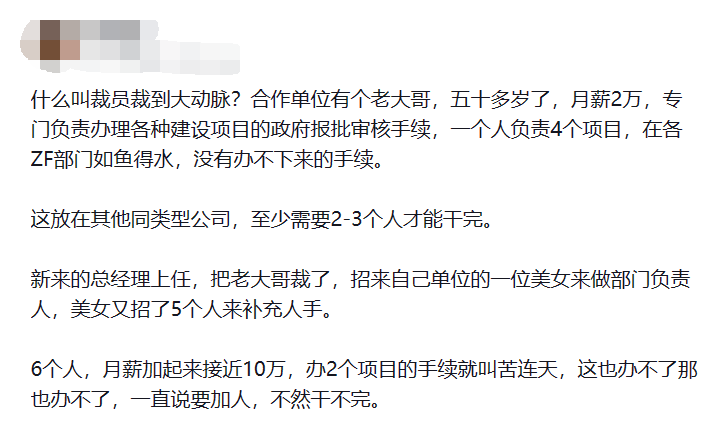 什么叫裁员裁到大动脉？合作单位有个老大哥，五十多岁了，月薪2万，专
门负责办理各种建设项目的政府报批审核手续，一个人负责4个项目，在各
ZF部门如鱼得水，没有办不下来的手续。
这放在其他同类型公司，至少需要2-3个人才能干完。
新来的总经理上任，把老大哥裁了，招来自己单位的一位美女来做部门负责
人，美女又招了5个人来补充人手。
6个人，月薪加起来接近10万，办2个项目的手续就叫苦连天，这也办不了那
也办不了，一直说要加人，不然干不完。